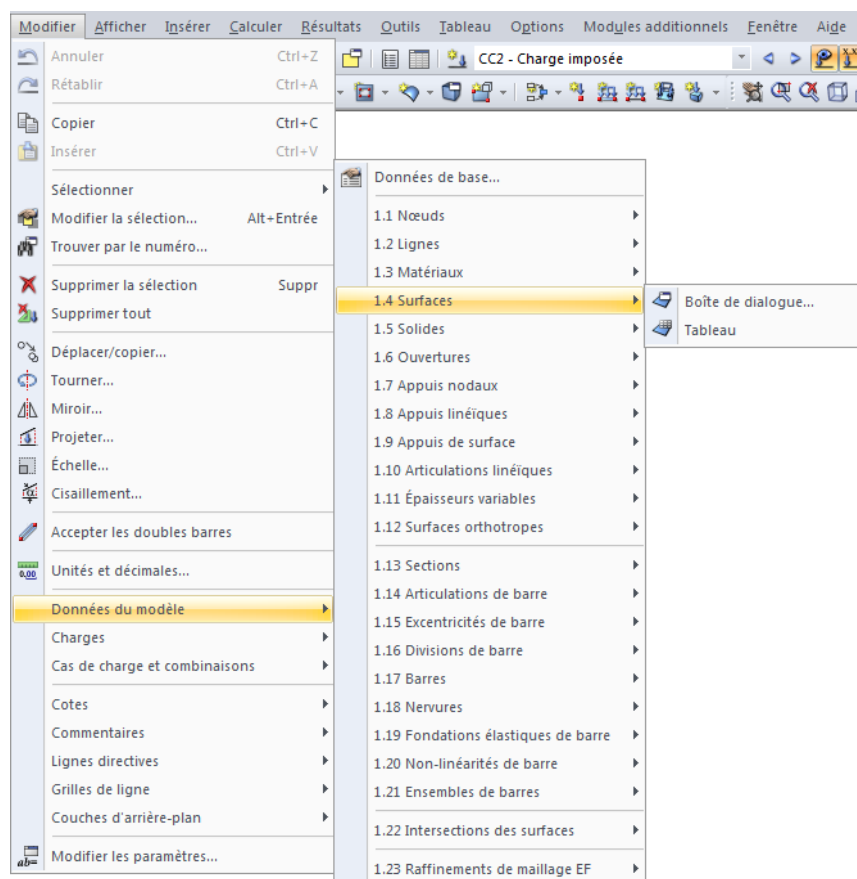 Modifier Afficher Insérer Calculer Résultats Outils Tableau Options Modules additionnels Fenêtre Aide
Annuler Ctrl+Z
CC2 - Charge imposée
Rétablir Ctrl+A
Copier Ctrl+C
Insérer Ctrl+V
Sélectionner
Modifier la sélection... Alt+Entrée
Trouver par le numéro...
Supprimer la sélection Suppr
Supprimer tout
Déplacer/copier...
Tourner...
Miroir...
Projeter...
Échelle...
Cisaillement...
Accepter les doubles barres
0,00 Unités et décimales...
Données du modèle
Charges
Cas de charge et combinaisons
Cotes
Commentaires
Lignes directives
Grilles de ligne
Couches d'arrière-plan
ab= Modifier les paramètres...
Données de base...
1.1 Nœuds
1.2 Lignes
1.3 Matériaux
1.4 Surfaces
1.5 Solides
1.6 Ouvertures
1.7 Appuis nodaux
1.8 Appuis linéïques
1.9 Appuis de surface
1.10 Articulations linéïques
1.11 Épaisseurs variables
1.12 Surfaces orthotropes
1.13 Sections
1.14 Articulations de barre
1.15 Excentricités de barre
1.16 Divisions de barre
1.17 Barres
1.18 Nervures
1.19 Fondations élastiques de barre
1.20 Non-linéarités de barre
1.21 Ensembles de barres
1.22 Intersections des surfaces
1.23 Raffinements de maillage EF
Boîte de dialogue...
Tableau